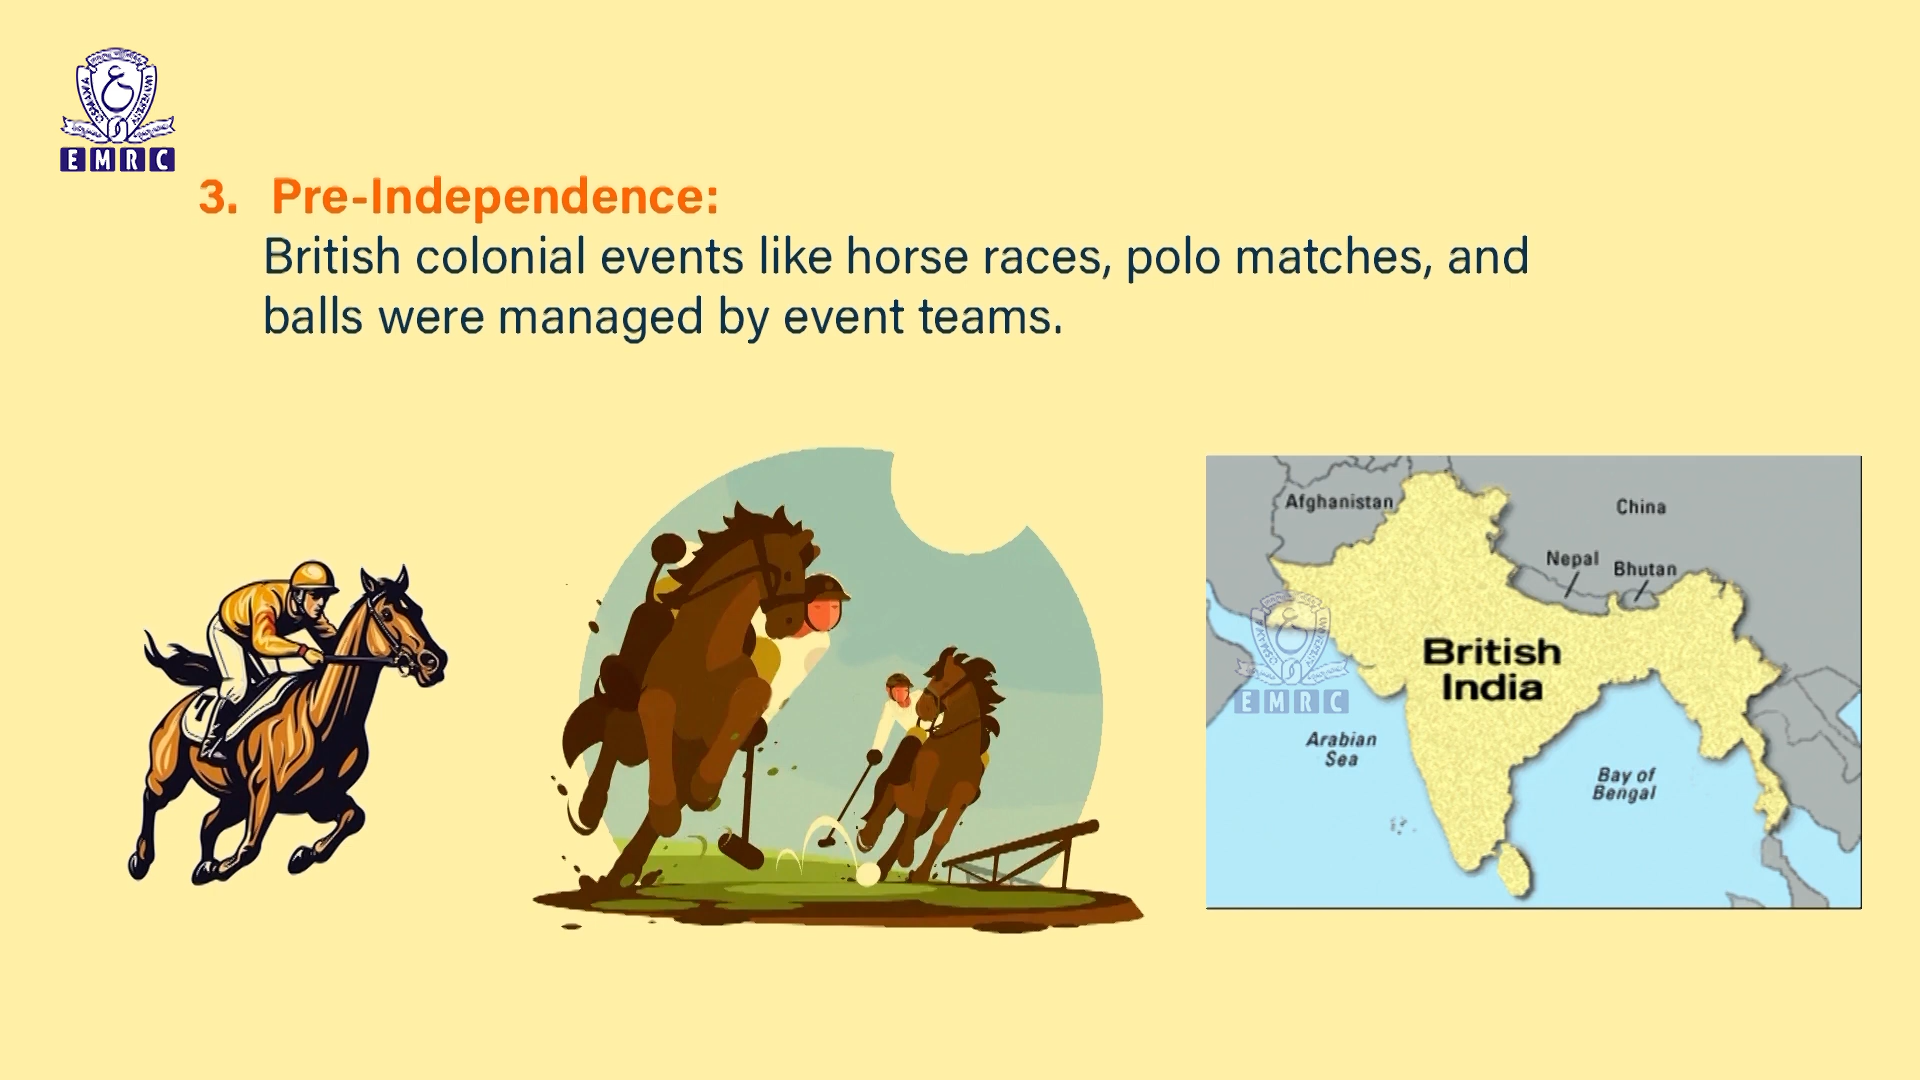 EMRC
3. Pre-Independence:
British colonial events like horse races, polo matches, and
balls were managed by event teams.
Afghanistan
China
Nepal
Bhutan
British
India
EMRC
Arabian
Sea
Bay of
Bengal